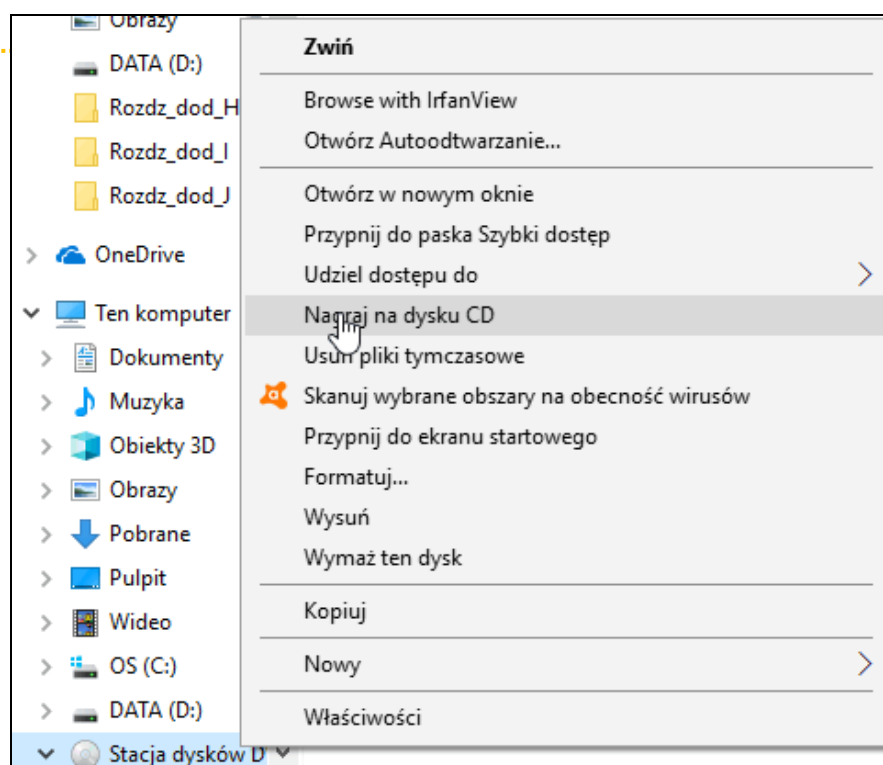 Obrazy
DATA (D:)
Rozdz_dod_H
Rozdz_dod_I
Rozdz_dod_J
OneDrive
Ten komputer
Dokumenty
Muzyka
Obiekty 3D
Obrazy
Pobrane
Pulpit
Wideo
OS (C:)
DATA (D:)
Stacja dysków D
Zwiń
Browse with IrfanView
Otwórz Autoodtwarzanie...
Otwórz w nowym oknie
Przypnij do paska Szybki dostęp
Udziel dostępu do
Nagraj na dysku CD
Usuń pliki tymczasowe
Skanuj wybrane obszary na obecność wirusów
Przypnij do ekranu startowego
Formatuj...
Wysuń
Wymaż ten dysk
Kopiuj
Nowy
Właściwości